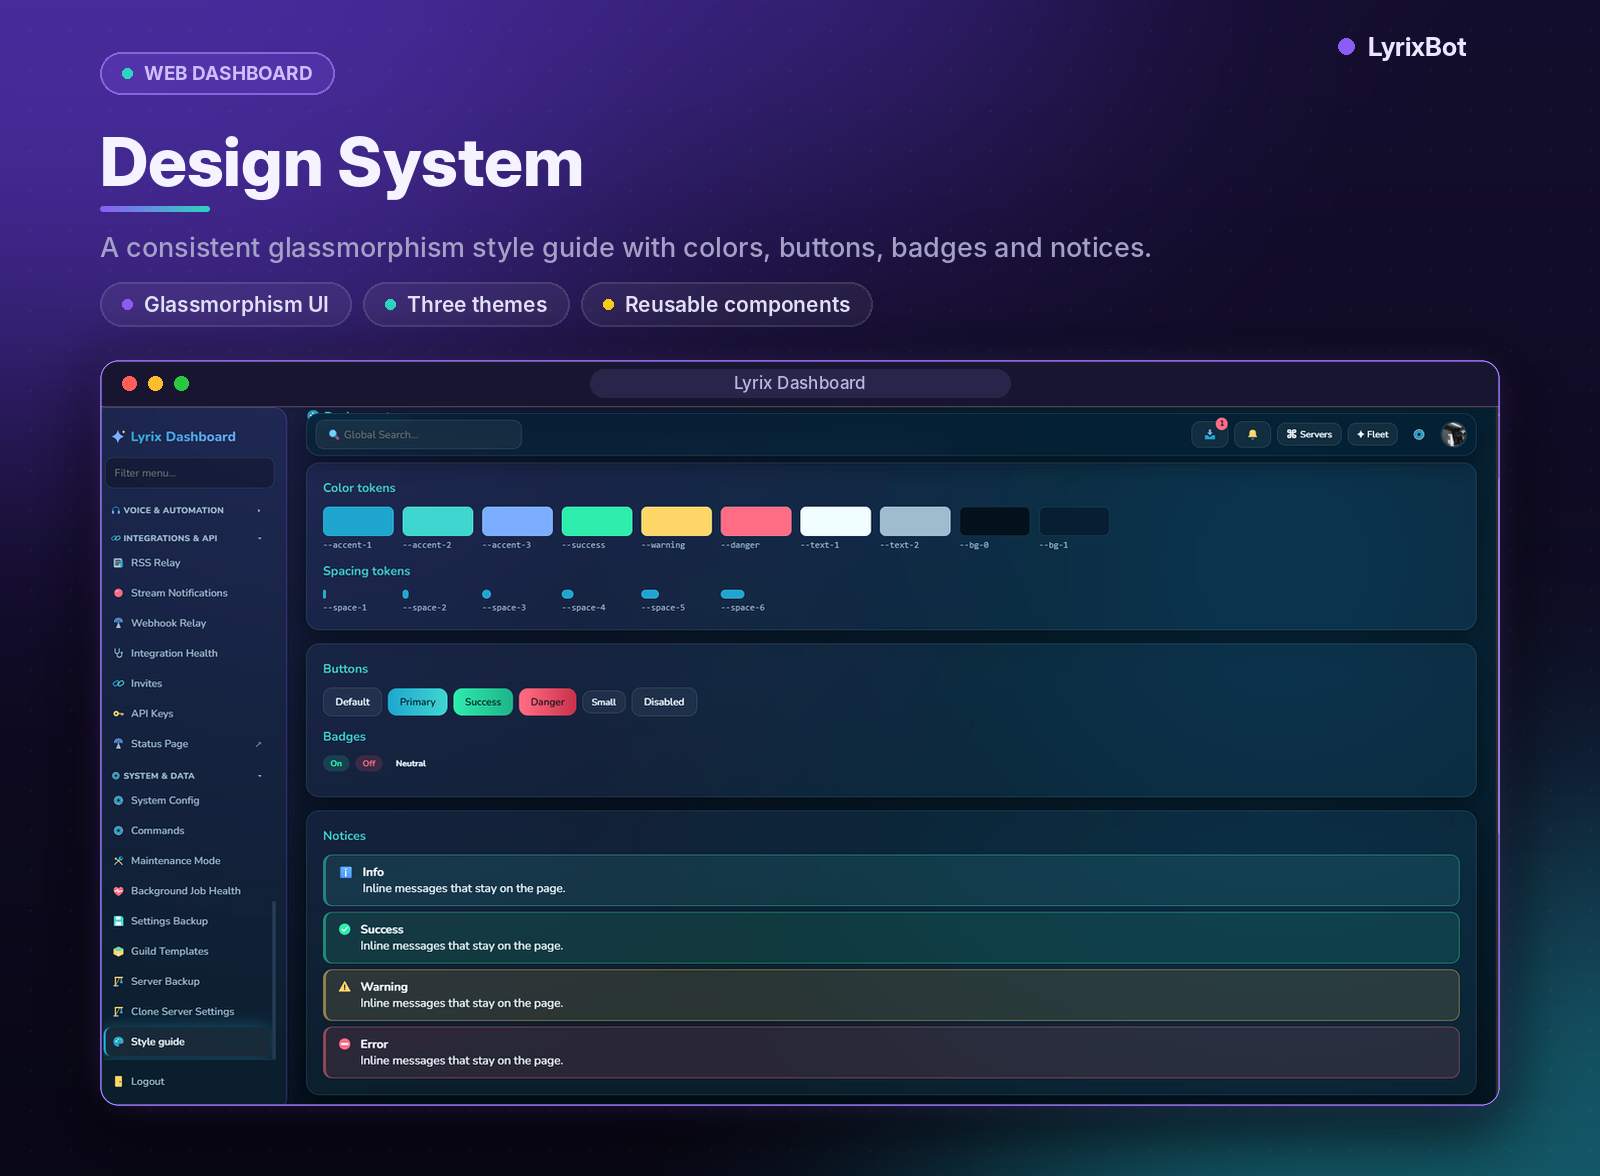 WEB DASHBOARD
LyrixBot
Design System
A consistent glassmorphism style guide with colors, buttons, badges and notices.
Glassmorphism UI
Three themes
Reusable components
Lyrix Dashboard
Lyrix Dashboard
Filter menu...
VOICE & AUTOMATION
INTEGRATIONS & API
RSS Relay
Stream Notifications
Webhook Relay
Integration Health
Invites
API Keys
Status Page
SYSTEM & DATA
System Config
Commands
Maintenance Mode
Background Job Health
Settings Backup
Guild Templates
Server Backup
Clone Server Settings
Style guide
Logout
Global Search...
1
Servers
Fleet
Color tokens
--accent-1
--accent-2
--accent-3
--success
--warning
--danger
--text-1
--text-2
--bg-0
--bg-1
Spacing tokens
--space-1
--space-2
--space-3
--space-4
--space-5
--space-6
Buttons
Default
Primary
Success
Danger
Small
Disabled
Badges
On
Off
Neutral
Notices
Info
Inline messages that stay on the page.
Success
Inline messages that stay on the page.
Warning
Inline messages that stay on the page.
Error
Inline messages that stay on the page.